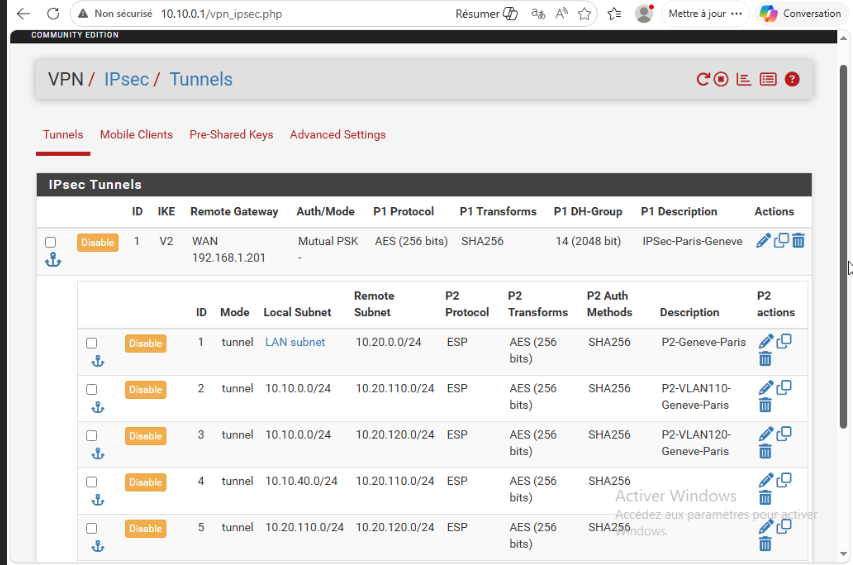 Non sécurisé 10.10.0.1/vpn_ipsec.php Résumer Mettre à jour ··· Conversation
COMMUNITY EDITION
VPN / IPsec / Tunnels
Tunnels Mobile Clients Pre-Shared Keys Advanced Settings
IPsec Tunnels
ID IKE Remote Gateway Auth/Mode P1 Protocol P1 Transforms P1 DH-Group P1 Description Actions
Disable 1 V2 WAN Mutual PSK AES (256 bits) SHA256 14 (2048 bit) IPSec-Paris-Geneve
192.168.1.201 -
Remote P2 P2 P2 Auth P2
ID Mode Local Subnet Subnet Protocol Transforms Methods Description actions
Disable 1 tunnel LAN subnet 10.20.0.0/24 ESP AES (256 SHA256 P2-Geneve-Paris
bits)
Disable 2 tunnel 10.10.0.0/24 10.20.110.0/24 ESP AES (256 SHA256 P2-VLAN110-
bits) Geneve-Paris
Disable 3 tunnel 10.10.0.0/24 10.20.120.0/24 ESP AES (256 SHA256 P2-VLAN120-
bits) Geneve-Paris
Disable 4 tunnel 10.10.40.0/24 10.20.110.0/24 ESP AES (256 SHA256
bits)
Activer Windows
Accédez aux paramètres pour activer
Disable 5 tunnel 10.20.110.0/24 10.20.120.0/24 ESP AES (256 SHA256
Windows.
bits)